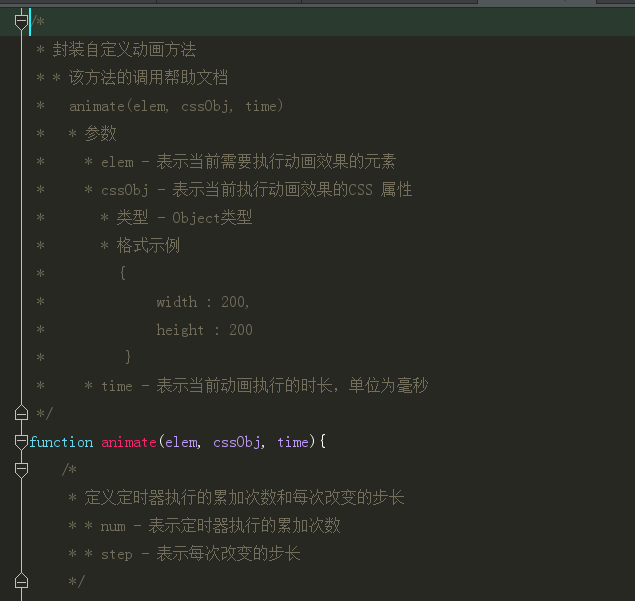 /*
 * 封装自定义动画方法
 * * 该方法的调用帮助文档
 *   animate(elem, cssObj, time)
 *   * 参数
 *     * elem - 表示当前需要执行动画效果的元素
 *     * cssObj - 表示当前执行动画效果的CSS 属性
 *       * 类型 - Object类型
 *       * 格式示例
 *         {
 *              width : 200,
 *              height : 200
 *          }
 *     * time - 表示当前动画执行的时长，单位为毫秒
 */
function animate(elem, cssObj, time){
    /*
     * 定义定时器执行的累加次数和每次改变的步长
     * * num - 表示定时器执行的累加次数
     * * step - 表示每次改变的步长
     */